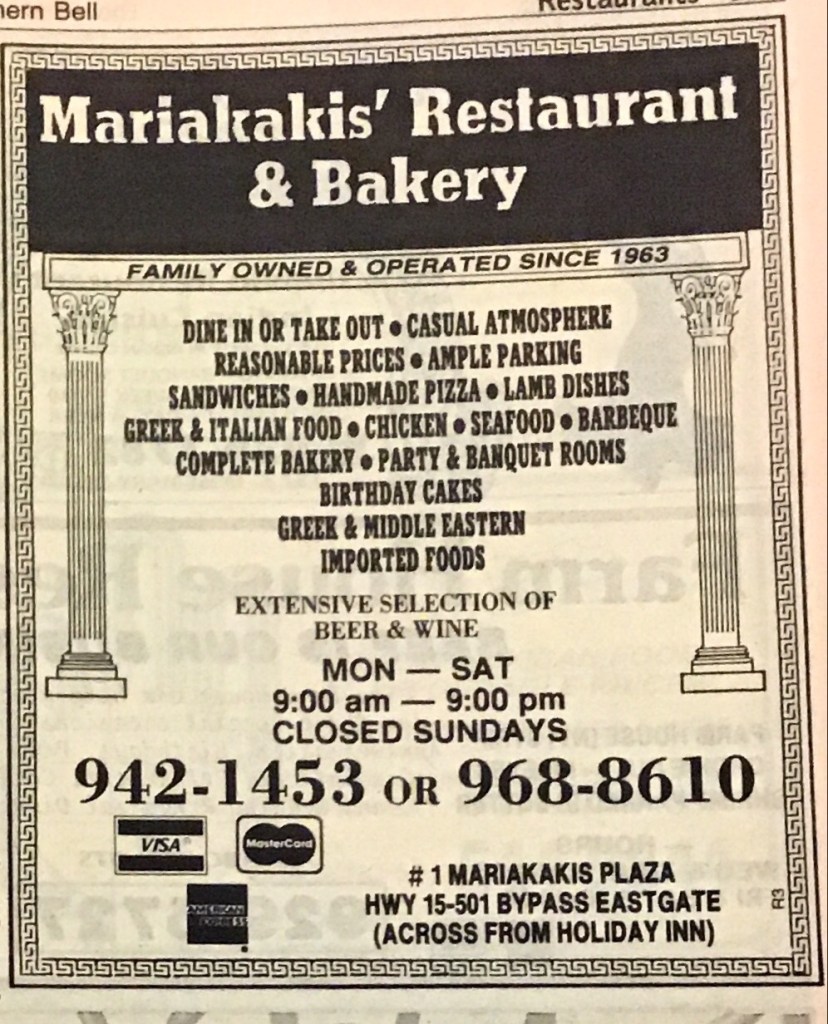 hern Bell
Restaurants
Mariakakis' Restaurant
& Bakery
FAMILY OWNED & OPERATED SINCE 1963
DINE IN OR TAKE OUT • CASUAL ATMOSPHERE
REASONABLE PRICES • AMPLE PARKING
SANDWICHES • HANDMADE PIZZA • LAMB DISHES
GREEK & ITALIAN FOOD • CHICKEN • SEAFOOD • BARBEQUE
COMPLETE BAKERY • PARTY & BANQUET ROOMS
BIRTHDAY CAKES
GREEK & MIDDLE EASTERN
IMPORTED FOODS
EXTENSIVE SELECTION OF
BEER & WINE
MON — SAT
9:00 am — 9:00 pm
CLOSED SUNDAYS
942-1453 OR 968-8610
VISA
MasterCard
AMERICAN
EXPRESS
# 1 MARIAKAKIS PLAZA
HWY 15-501 BYPASS EASTGATE
(ACROSS FROM HOLIDAY INN)
R3